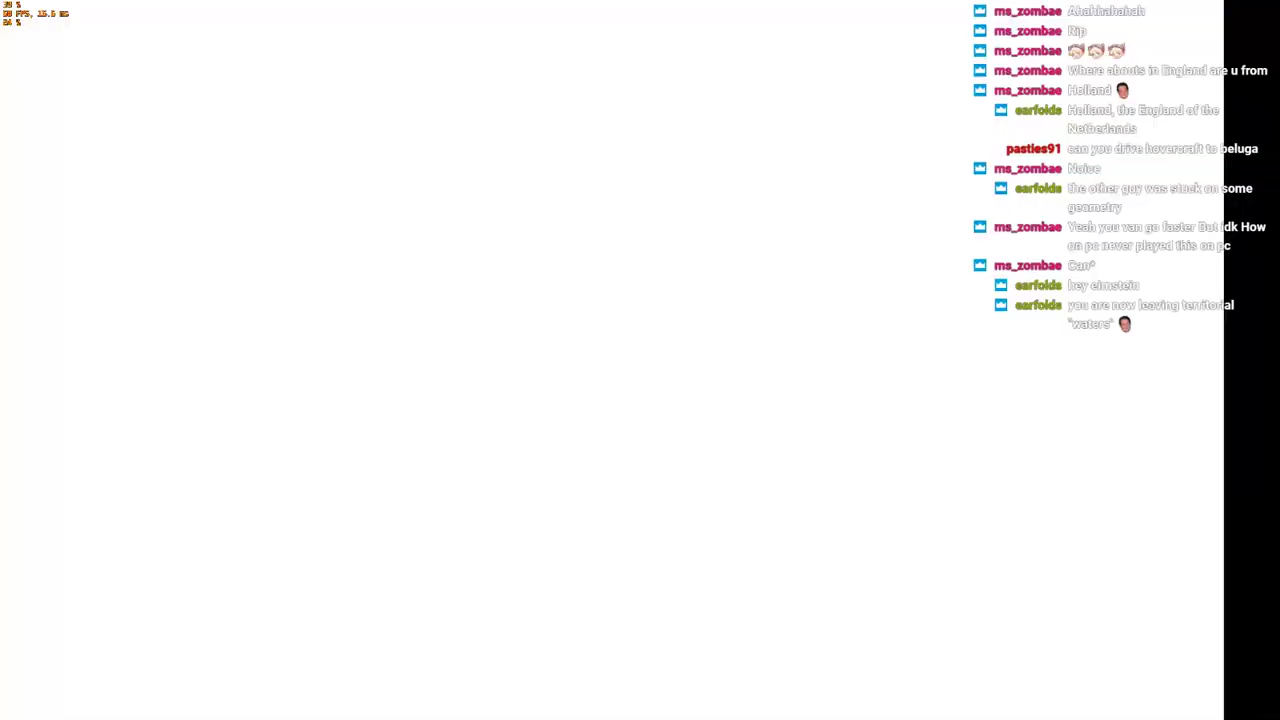 ms_zombae Ahahhahahah
ms_zombae Rip
ms_zombae
ms_zombae Where abouts in England are u from
ms_zombae Holland
earfolds Holland, the England of the
Netherlands
pasties91 can you drive hovercraft to beluga
ms_zombae Noice
earfolds the other guy was stuck on some
geometry
ms_zombae Yeah you van go faster But idk How
on pc never played this on pc
ms_zombae Can*
earfolds hey eimstein
earfolds you are now leaving territorial
"waters"